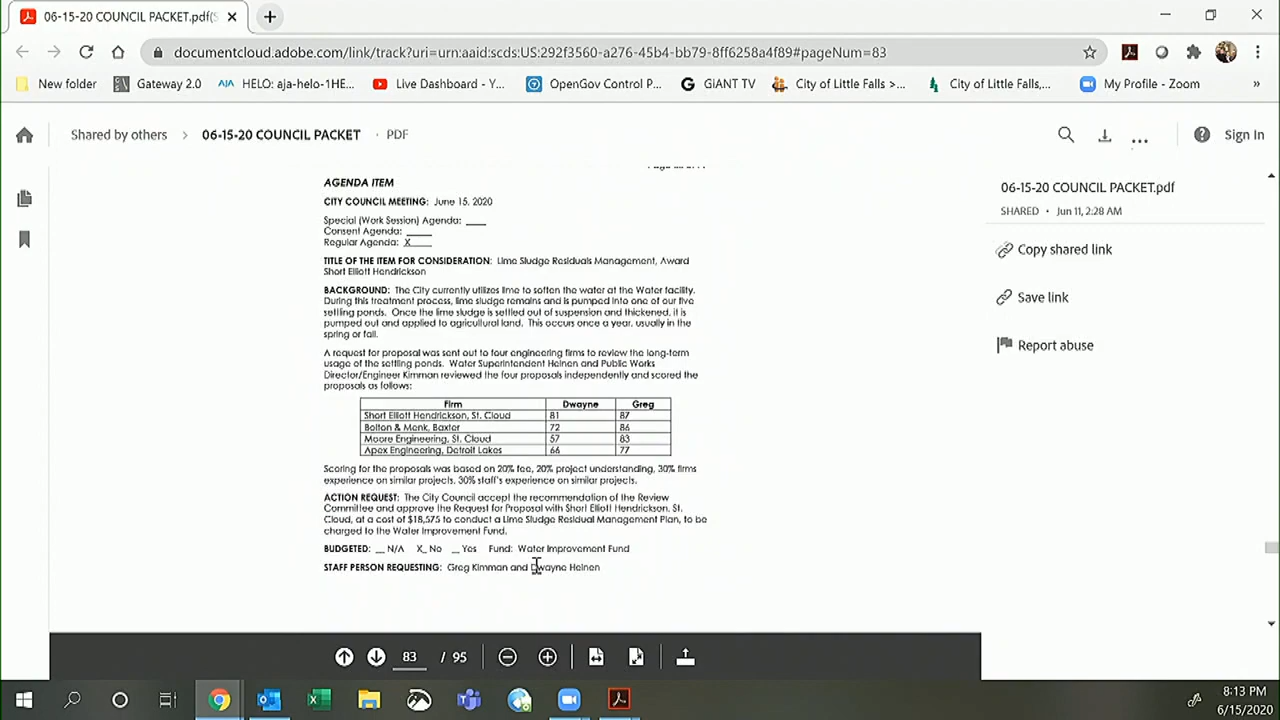 06-15-20 COUNCIL PACKET.pdf(S
documentcloud.adobe.com/link/track?uri=urn:aaid:scds:US:292f3560-a276-45b4-bb79-8ff6258a4f89#pageNum=83
New folder Gateway 2.0 AJA HELO: aja-helo-1HE... Live Dashboard - Y... OpenGov Control P... G GIANT TV City of Little Falls >... City of Little Falls,... My Profile - Zoom »
Shared by others > 06-15-20 COUNCIL PACKET · PDF ... Sign In
AGENDA ITEM
CITY COUNCIL MEETING: June 15, 2020
Special (Work Session) Agenda: ____
Consent Agenda: _____
Regular Agenda: X____
TITLE OF THE ITEM FOR CONSIDERATION: Lime Sludge Residuals Management, Award
Short Elliott Hendrickson
BACKGROUND: The City currently utilizes lime to soften the water at the Water facility.
During this treatment process, lime sludge remains and is pumped into one of our five
settling ponds. Once the lime sludge is settled out of suspension and thickened, it is
pumped out and applied to agricultural land. This occurs once a year, usually in the
spring or fall.
A request for proposal was sent out to four engineering firms to review the long-term
usage of the settling ponds. Water Superintendent Heinen and Public Works
Director/Engineer Kimman reviewed the four proposals independently and scored the
proposals as follows:
Firm Dwayne Greg
Short Elliott Hendrickson, St. Cloud 81 87
Bolton & Menk, Baxter 72 86
Moore Engineering, St. Cloud 57 83
Apex Engineering, Detroit Lakes 66 77
Scoring for the proposals was based on 20% fee, 20% project understanding, 30% firms
experience on similar projects, 30% staff's experience on similar projects.
ACTION REQUEST: The City Council accept the recommendation of the Review
Committee and approve the Request for Proposal with Short Elliott Hendrickson, St.
Cloud, at a cost of $18,575 to conduct a Lime Sludge Residual Management Plan, to be
charged to the Water Improvement Fund.
BUDGETED: __ N/A X_ No __ Yes Fund: Water Improvement Fund
STAFF PERSON REQUESTING: Greg Kimman and Dwayne Heinen
06-15-20 COUNCIL PACKET.pdf
SHARED · Jun 11, 2:28 AM
Copy shared link
Save link
Report abuse
83 / 95
8:13 PM
6/15/2020